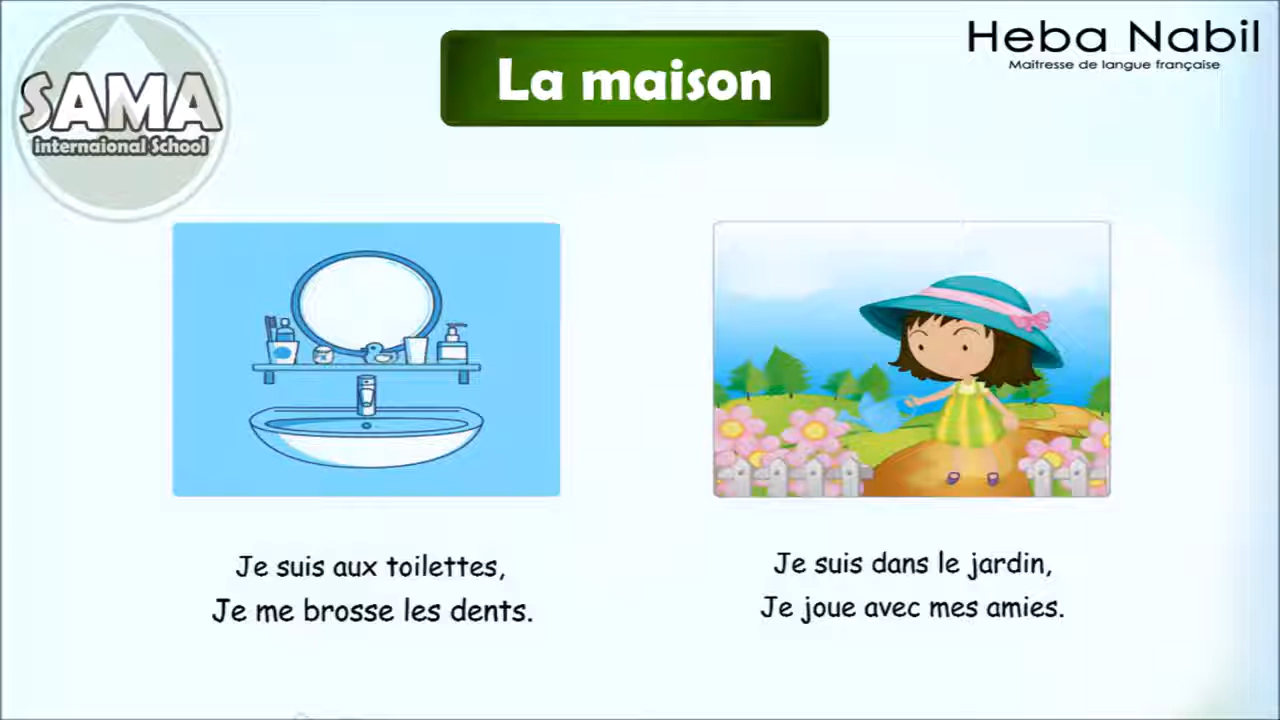 SAMA
internaional School
La maison
Heba Nabil
Maitresse de langue française
Je suis aux toilettes,
Je me brosse les dents.
Je suis dans le jardin,
Je joue avec mes amies.